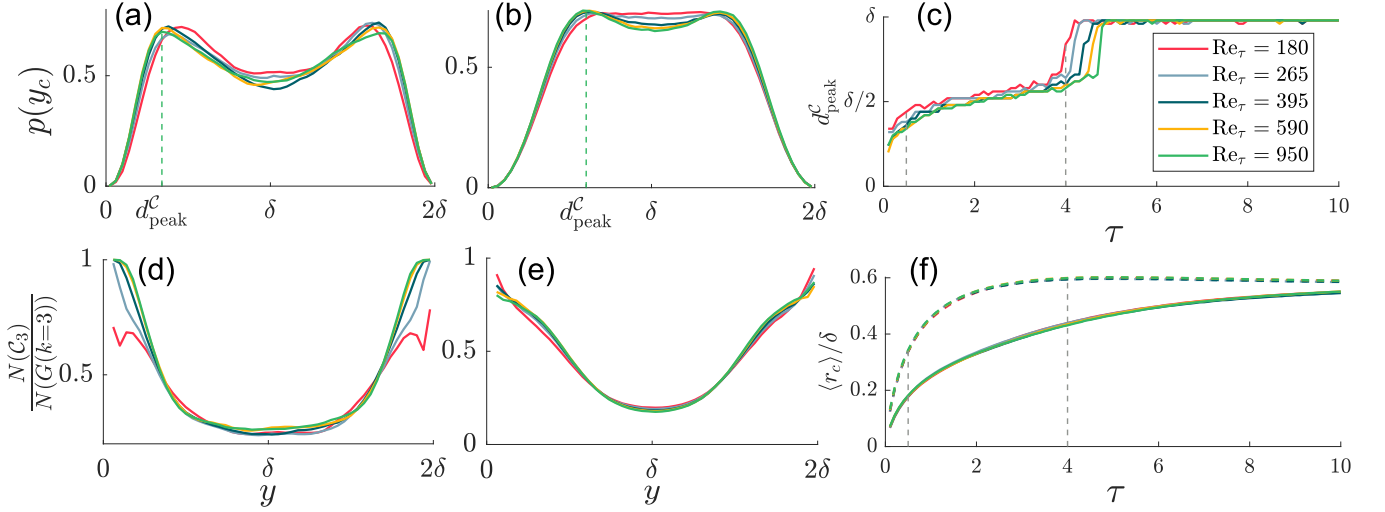 (a)
p(y_c)
0.5
0
0
d^C_peak
δ
2δ
(b)
0.5
0
0
d^C_peak
δ
2δ
(c)
d^C_peak
δ
δ/2
0
0
2
4
6
8
10
τ
Re_τ = 180
Re_τ = 265
Re_τ = 395
Re_τ = 590
Re_τ = 950
(d)
N(C_3)
N(G(k=3))
1
0.5
0
δ
2δ
y
(e)
1
0.5
0
0
δ
2δ
y
(f)
⟨r_c⟩/δ
0.6
0.4
0.2
0
0
2
4
6
8
10
τ